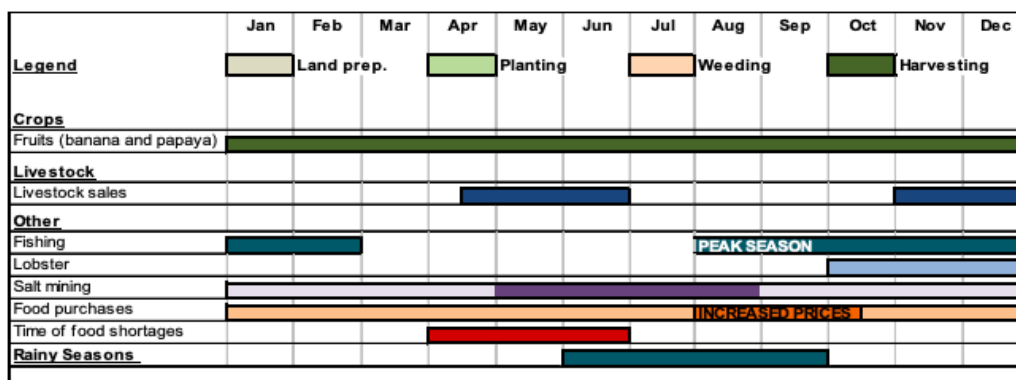 Jan Feb Mar Apr May Jun Jul Aug Sep Oct Nov Dec
Legend Land prep. Planting Weeding Harvesting
Crops
Fruits (banana and papaya)
Livestock
Livestock sales
Other
Fishing PEAK SEASON
Lobster
Salt mining
Food purchases INCREASED PRICES
Time of food shortages
Rainy Seasons